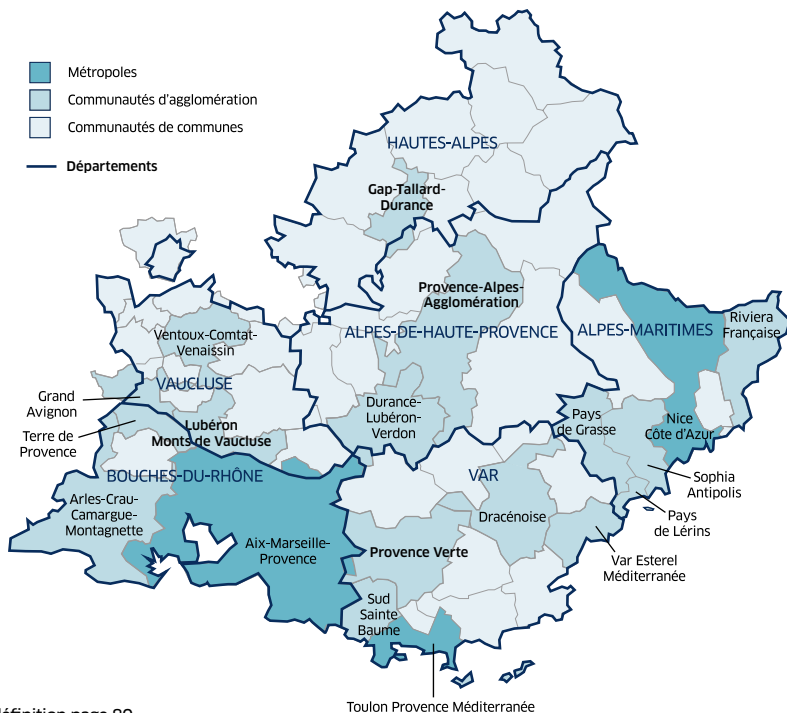 Métropoles
Communautés d'agglomération
Communautés de communes
Départements
HAUTES-ALPES
Gap-Tallard-
Durance
Provence-Alpes-
Agglomération
ALPES-DE-HAUTE-PROVENCE
ALPES-MARITIMES
Riviera
Française
Ventoux-Comtat-
Venaissin
VAUCLUSE
Grand
Avignon
Terre de
Provence
Lubéron
Monts de Vaucluse
Durance-
Lubéron-
Verdon
Pays
de Grasse
Nice
Côte d'Azur
BOUCHES-DU-RHÔNE
VAR
Sophia
Antipolis
Arles-Crau-
Camargue-
Montagnette
Dracénoise
Pays
de Lérins
Aix-Marseille-
Provence
Provence Verte
Var Esterel
Méditerranée
Sud
Sainte
Baume
Toulon Provence Méditerranée